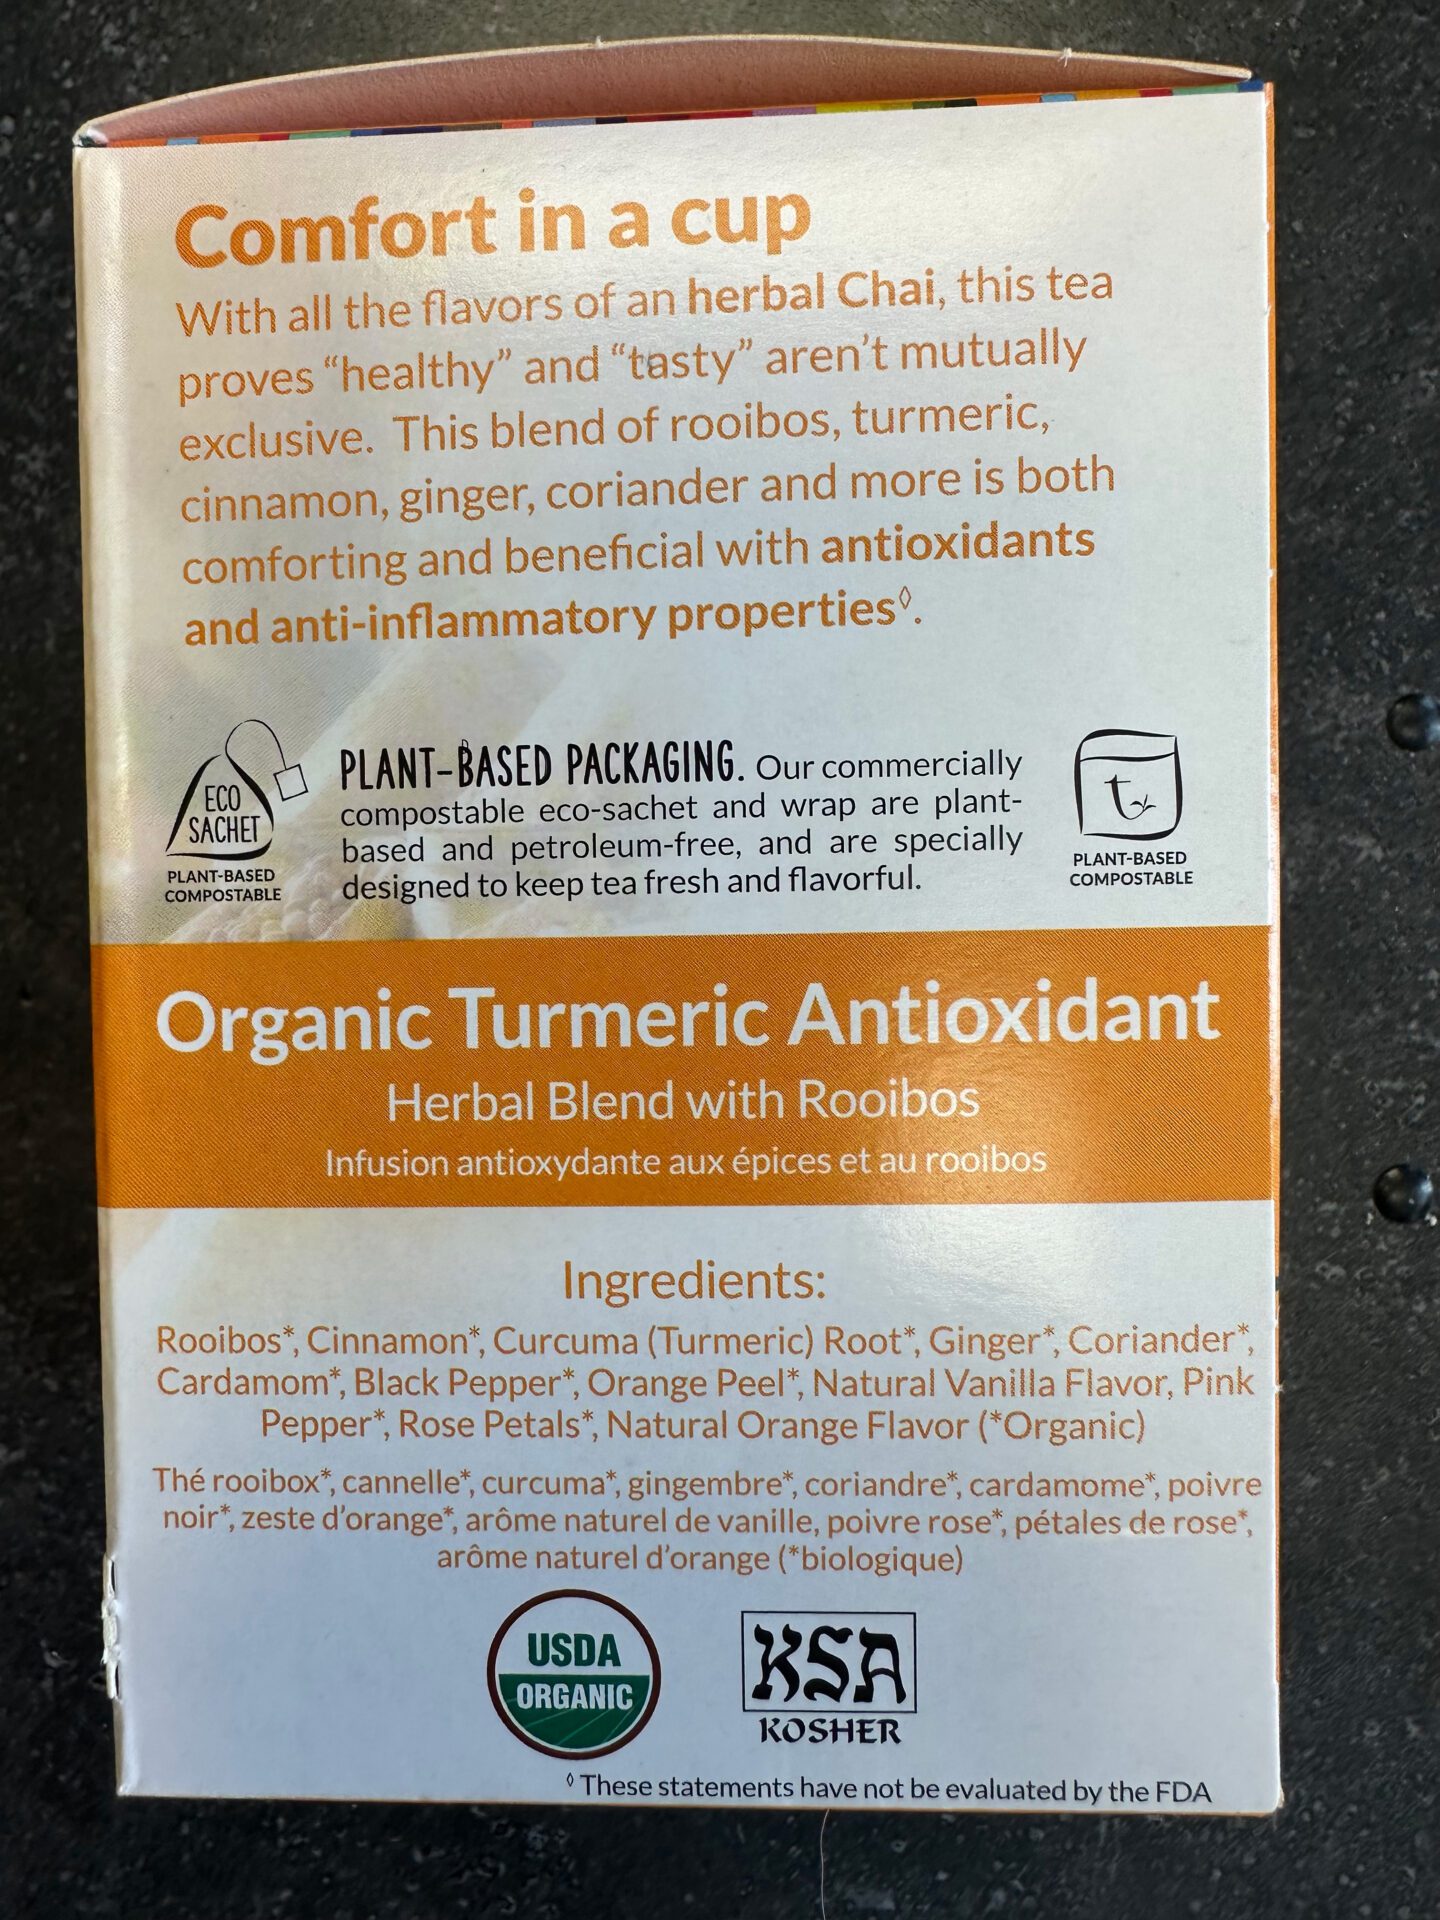 Comfort in a cup
With all the flavors of an herbal Chai, this tea
proves “healthy” and “tasty” aren’t mutually
exclusive.  This blend of rooibos, turmeric,
cinnamon, ginger, coriander and more is both
comforting and beneficial with antioxidants
and anti-inflammatory properties◊.
ECO
SACHET
PLANT-BASED
COMPOSTABLE
PLANT-BASED PACKAGING. Our commercially
compostable eco-sachet and wrap are plant-
based and petroleum-free, and are specially
designed to keep tea fresh and flavorful.
t
PLANT-BASED
COMPOSTABLE
Organic Turmeric Antioxidant
Herbal Blend with Rooibos
Infusion antioxydante aux épices et au rooibos
Ingredients:
Rooibos*, Cinnamon*, Curcuma (Turmeric) Root*, Ginger*, Coriander*,
Cardamom*, Black Pepper*, Orange Peel*, Natural Vanilla Flavor, Pink
Pepper*, Rose Petals*, Natural Orange Flavor (*Organic)
Thé rooibox*, cannelle*, curcuma*, gingembre*, coriandre*, cardamome*, poivre
noir*, zeste d’orange*, arôme naturel de vanille, poivre rose*, pétales de rose*,
arôme naturel d’orange (*biologique)
USDA
ORGANIC
KSA
KOSHER
◊ These statements have not be evaluated by the FDA